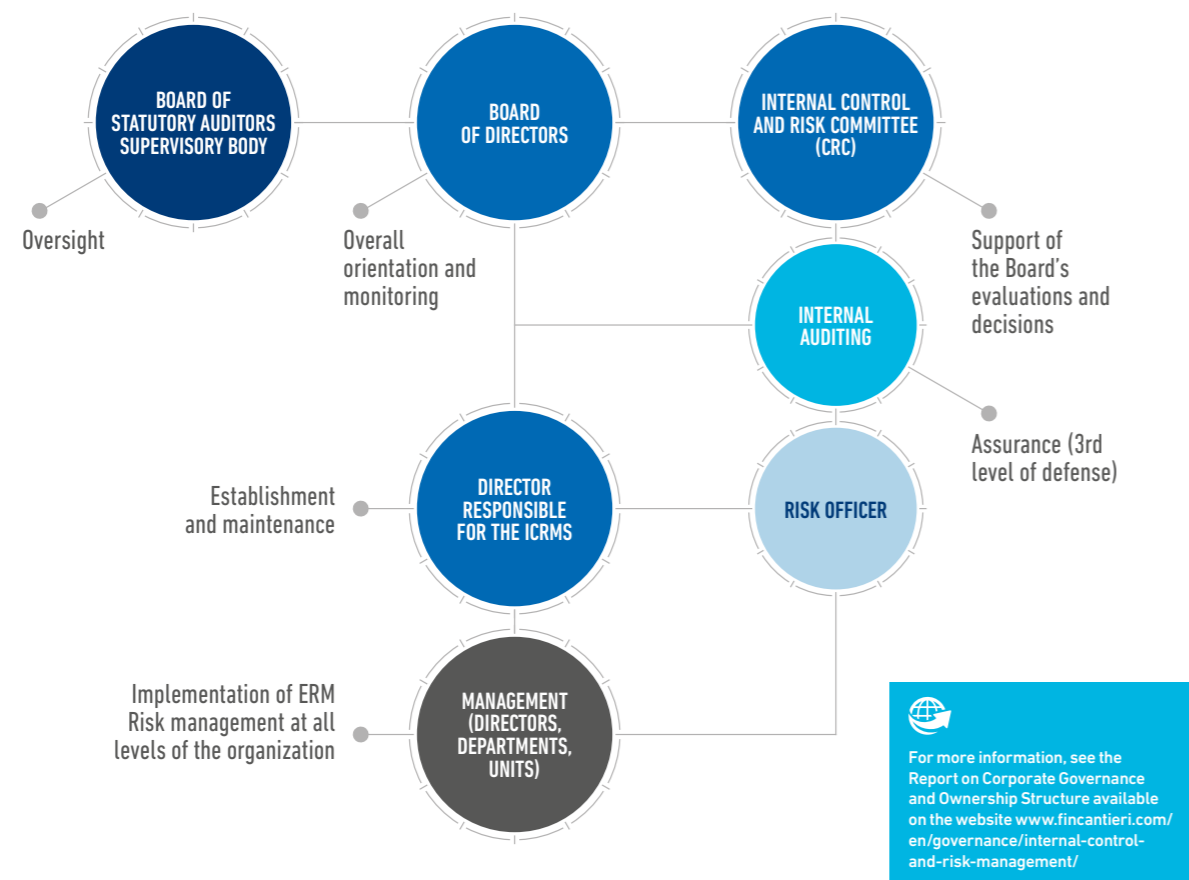 BOARD OF
STATUTORY AUDITORS
SUPERVISORY BODY
BOARD
OF DIRECTORS
INTERNAL CONTROL
AND RISK COMMITTEE
(CRC)
Oversight
Overall
orientation and
monitoring
Support of
the Board's
evaluations and
decisions
INTERNAL
AUDITING
Assurance (3rd
level of defense)
Establishment
and maintenance
DIRECTOR
RESPONSIBLE
FOR THE ICRMS
RISK OFFICER
Implementation of ERM
Risk management at all
levels of the organization
MANAGEMENT
(DIRECTORS,
DEPARTMENTS,
UNITS)
For more information, see the
Report on Corporate Governance
and Ownership Structure available
on the website www.fincantieri.com/
en/governance/internal-control-
and-risk-management/